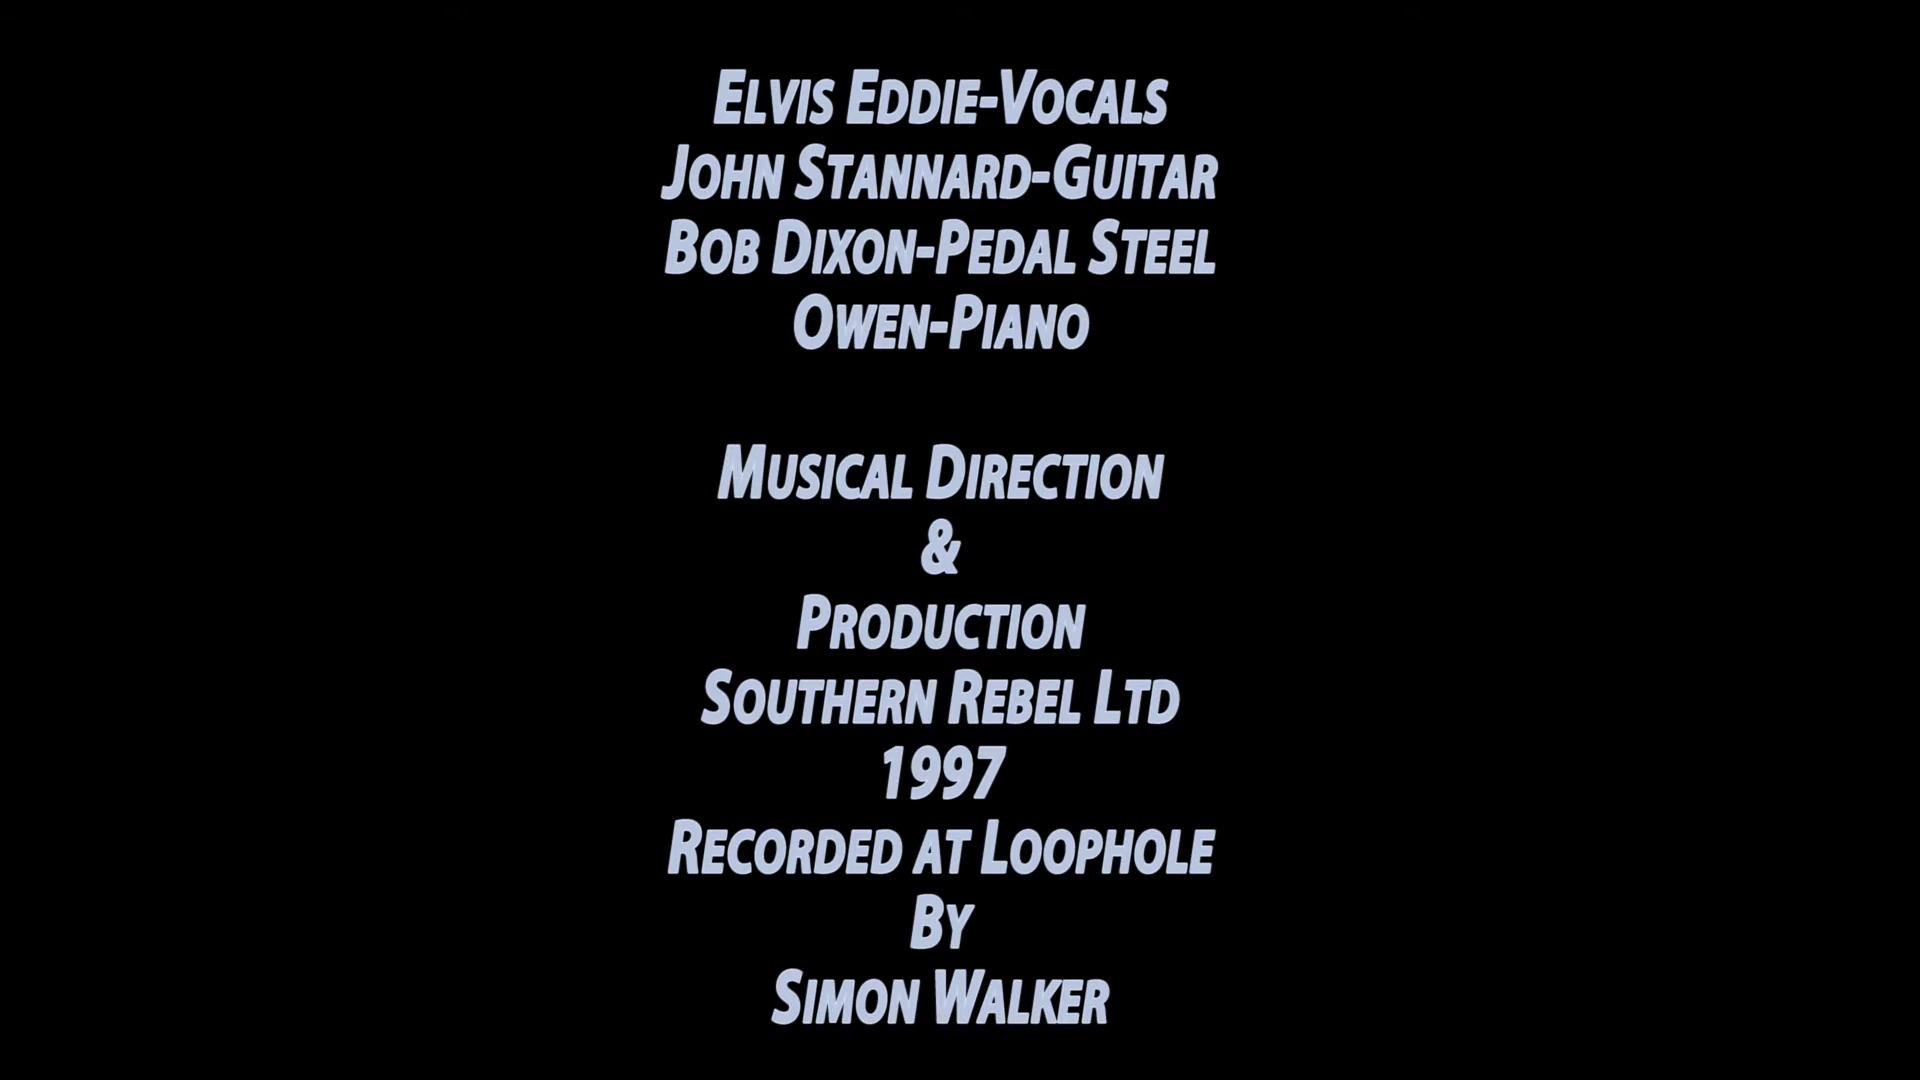 Elvis Eddie-Vocals
John Stannard-Guitar
Bob Dixon-Pedal Steel
Owen-Piano
Musical Direction
&
Production
Southern Rebel Ltd
1997
Recorded at Loophole
By
Simon Walker